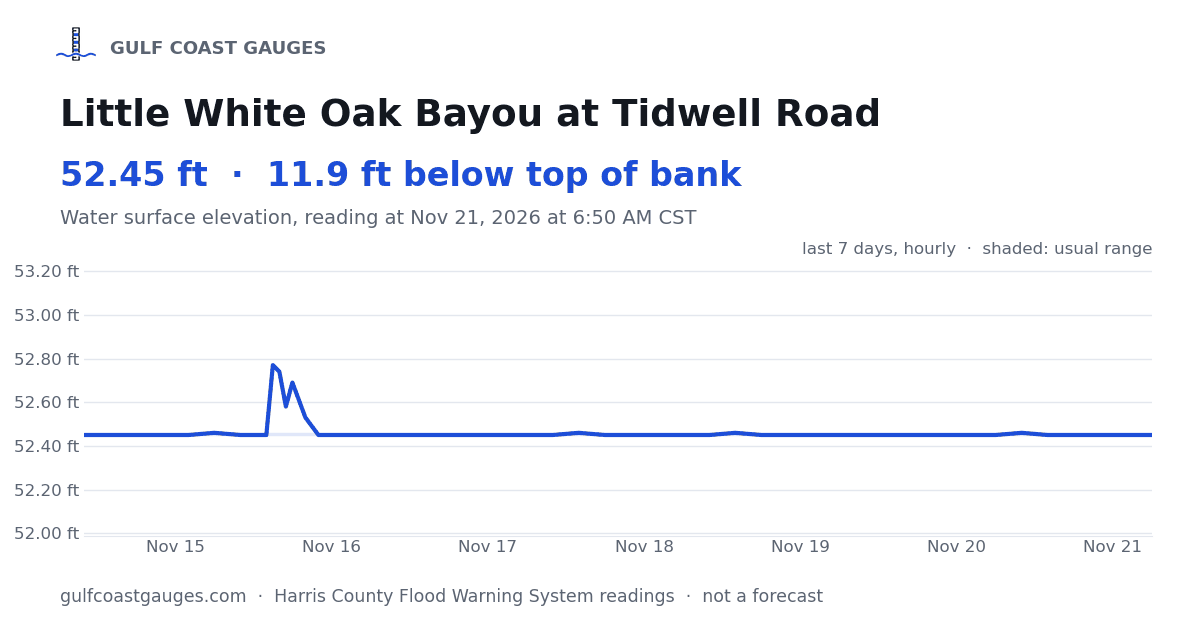 GULF COAST GAUGES
Little White Oak Bayou at Tidwell Road
52.45 ft · 11.9 ft below top of bank
Water surface elevation, reading at Nov 21, 2026 at 6:50 AM CST
last 7 days, hourly · shaded: usual range
53.20 ft
53.00 ft
52.80 ft
52.60 ft
52.40 ft
52.20 ft
52.00 ft
Nov 15 Nov 16 Nov 17 Nov 18 Nov 19 Nov 20 Nov 21
gulfcoastgauges.com · Harris County Flood Warning System readings · not a forecast